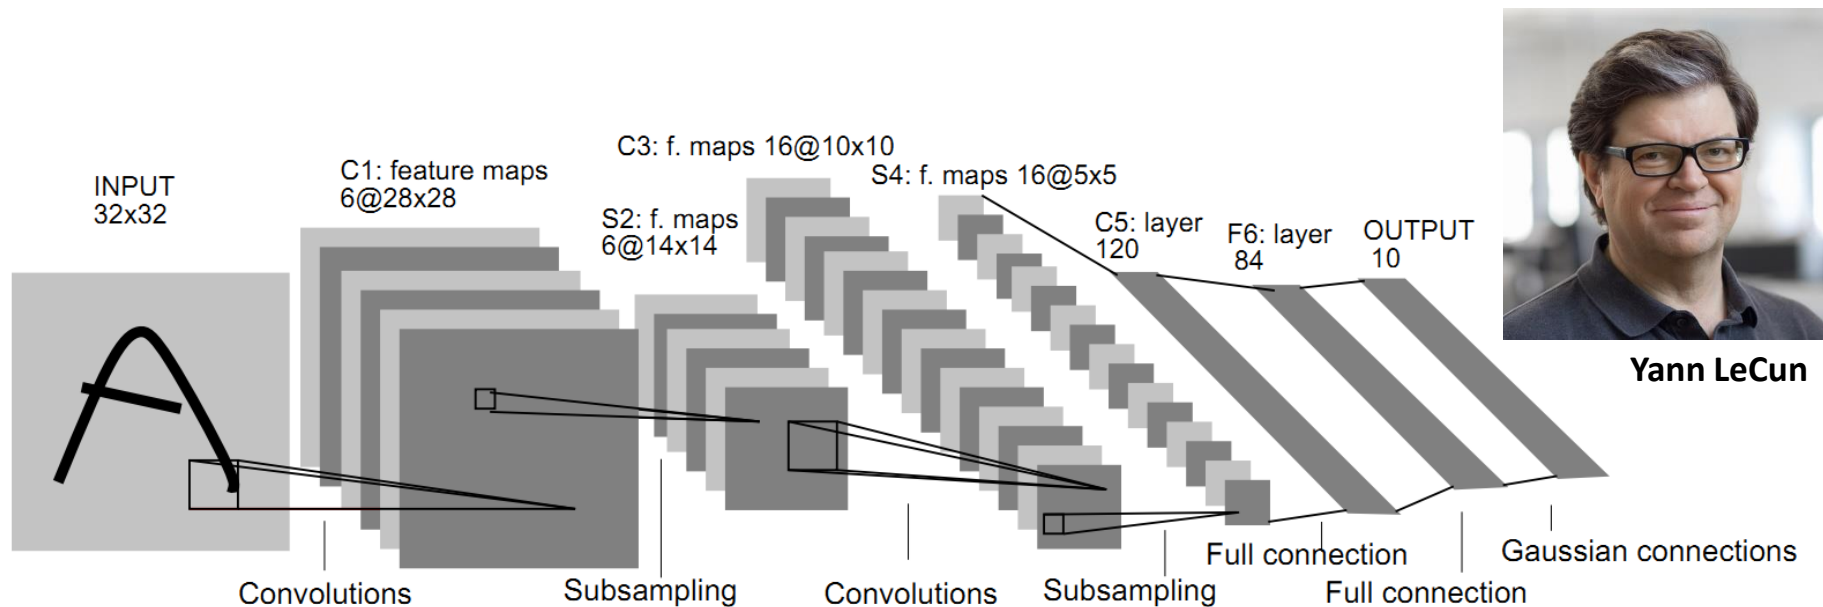 INPUT
32x32
C1: feature maps
6@28x28
S2: f. maps
6@14x14
C3: f. maps 16@10x10
S4: f. maps 16@5x5
C5: layer
120
F6: layer
84
OUTPUT
10
Yann LeCun
Convolutions
Subsampling
Convolutions
Subsampling
Full connection
Full connection
Gaussian connections